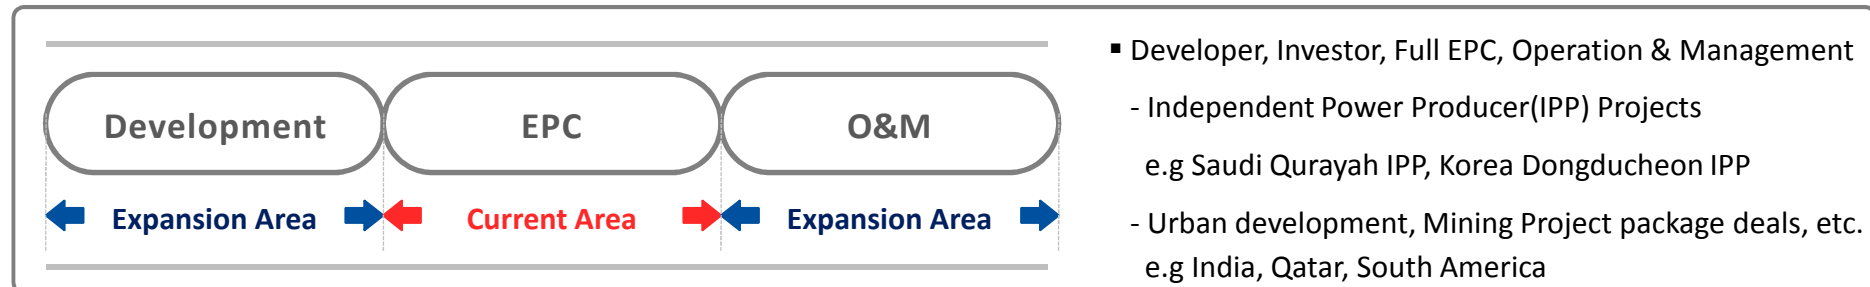 Development
EPC
O&M
Expansion Area
Current Area
Expansion Area
▪ Developer, Investor, Full EPC, Operation & Management
- Independent Power Producer(IPP) Projects
e.g Saudi Qurayah IPP, Korea Dongducheon IPP
- Urban development, Mining Project package deals, etc.
e.g India, Qatar, South America